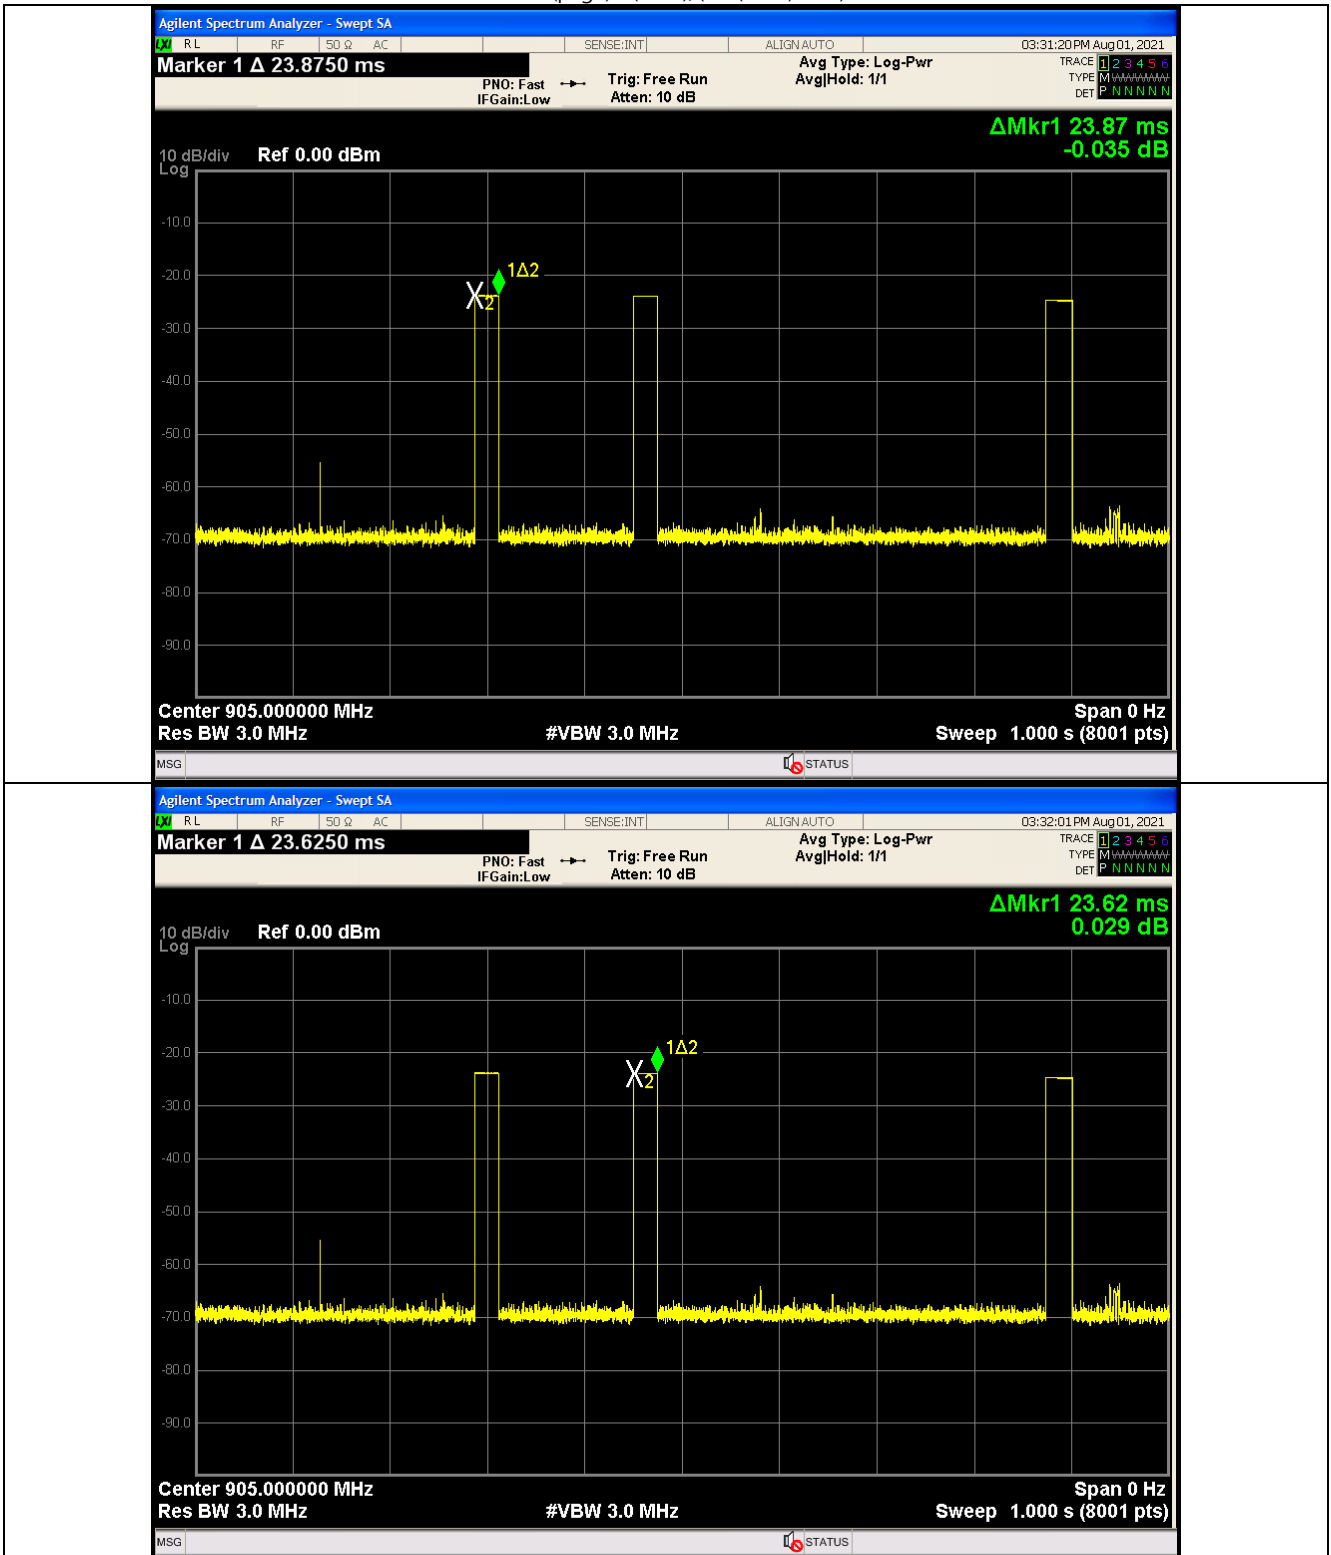 Agilent Spectrum Analyzer - Swept SA
LXI RL RF 50 Ω AC SENSE:INT ALIGN AUTO 03:31:20 PM Aug 01, 2021
Marker 1 Δ 23.8750 ms
PNO: Fast
IFGain:Low
Trig: Free Run
Atten: 10 dB
Avg Type: Log-Pwr
Avg|Hold: 1/1
TRACE 1 2 3 4 5 6
TYPE M
DET P N N N N N
ΔMkr1 23.87 ms
-0.035 dB
10 dB/div Ref 0.00 dBm
Log
-10.0
1Δ2
-20.0
X2
-30.0
-40.0
-50.0
-60.0
-70.0
-80.0
-90.0
Center 905.000000 MHz Span 0 Hz
Res BW 3.0 MHz #VBW 3.0 MHz Sweep 1.000 s (8001 pts)
MSG STATUS
Agilent Spectrum Analyzer - Swept SA
LXI RL RF 50 Ω AC SENSE:INT ALIGN AUTO 03:32:01 PM Aug 01, 2021
Marker 1 Δ 23.6250 ms
PNO: Fast
IFGain:Low
Trig: Free Run
Atten: 10 dB
Avg Type: Log-Pwr
Avg|Hold: 1/1
TRACE 1 2 3 4 5 6
TYPE M
DET P N N N N N
ΔMkr1 23.62 ms
0.029 dB
10 dB/div Ref 0.00 dBm
Log
-10.0
1Δ2
-20.0
X2
-30.0
-40.0
-50.0
-60.0
-70.0
-80.0
-90.0
Center 905.000000 MHz Span 0 Hz
Res BW 3.0 MHz #VBW 3.0 MHz Sweep 1.000 s (8001 pts)
MSG STATUS